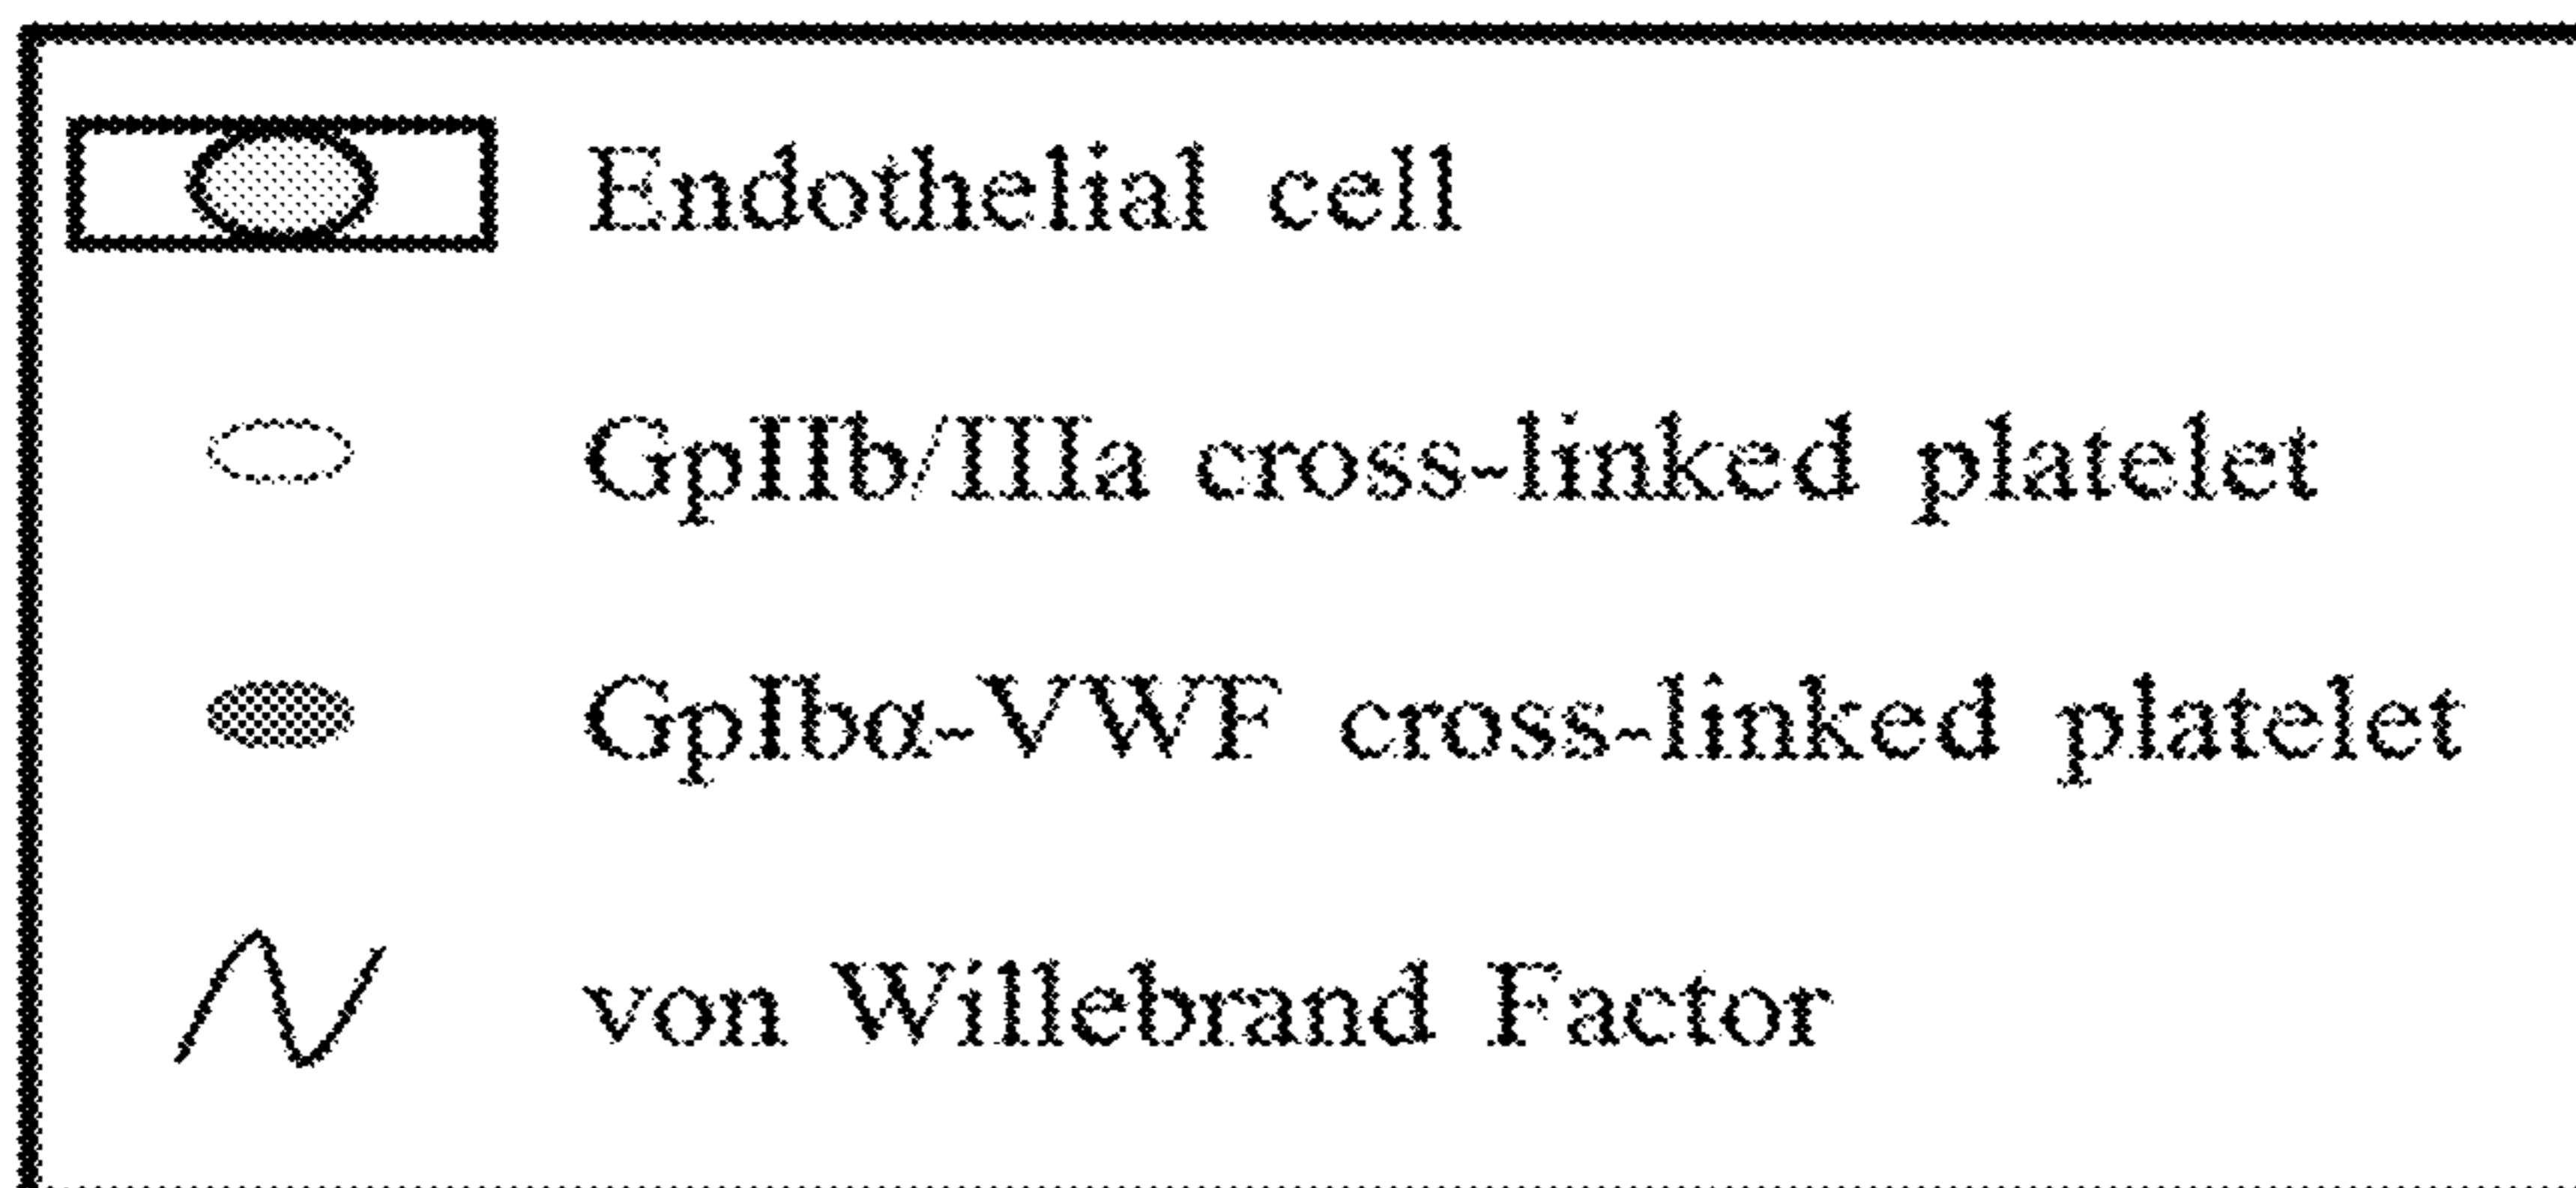 Endothelial cell
GpIIb/IIIa cross-linked platelet
GpIbα-VWF cross-linked platelet
von Willebrand Factor